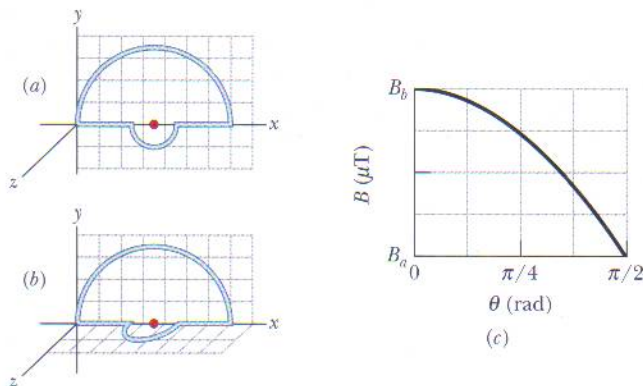 y
(a)
x
z
y
(b)
x
z
B_b
B (μT)
B_a
0
π/4
π/2
θ (rad)
(c)